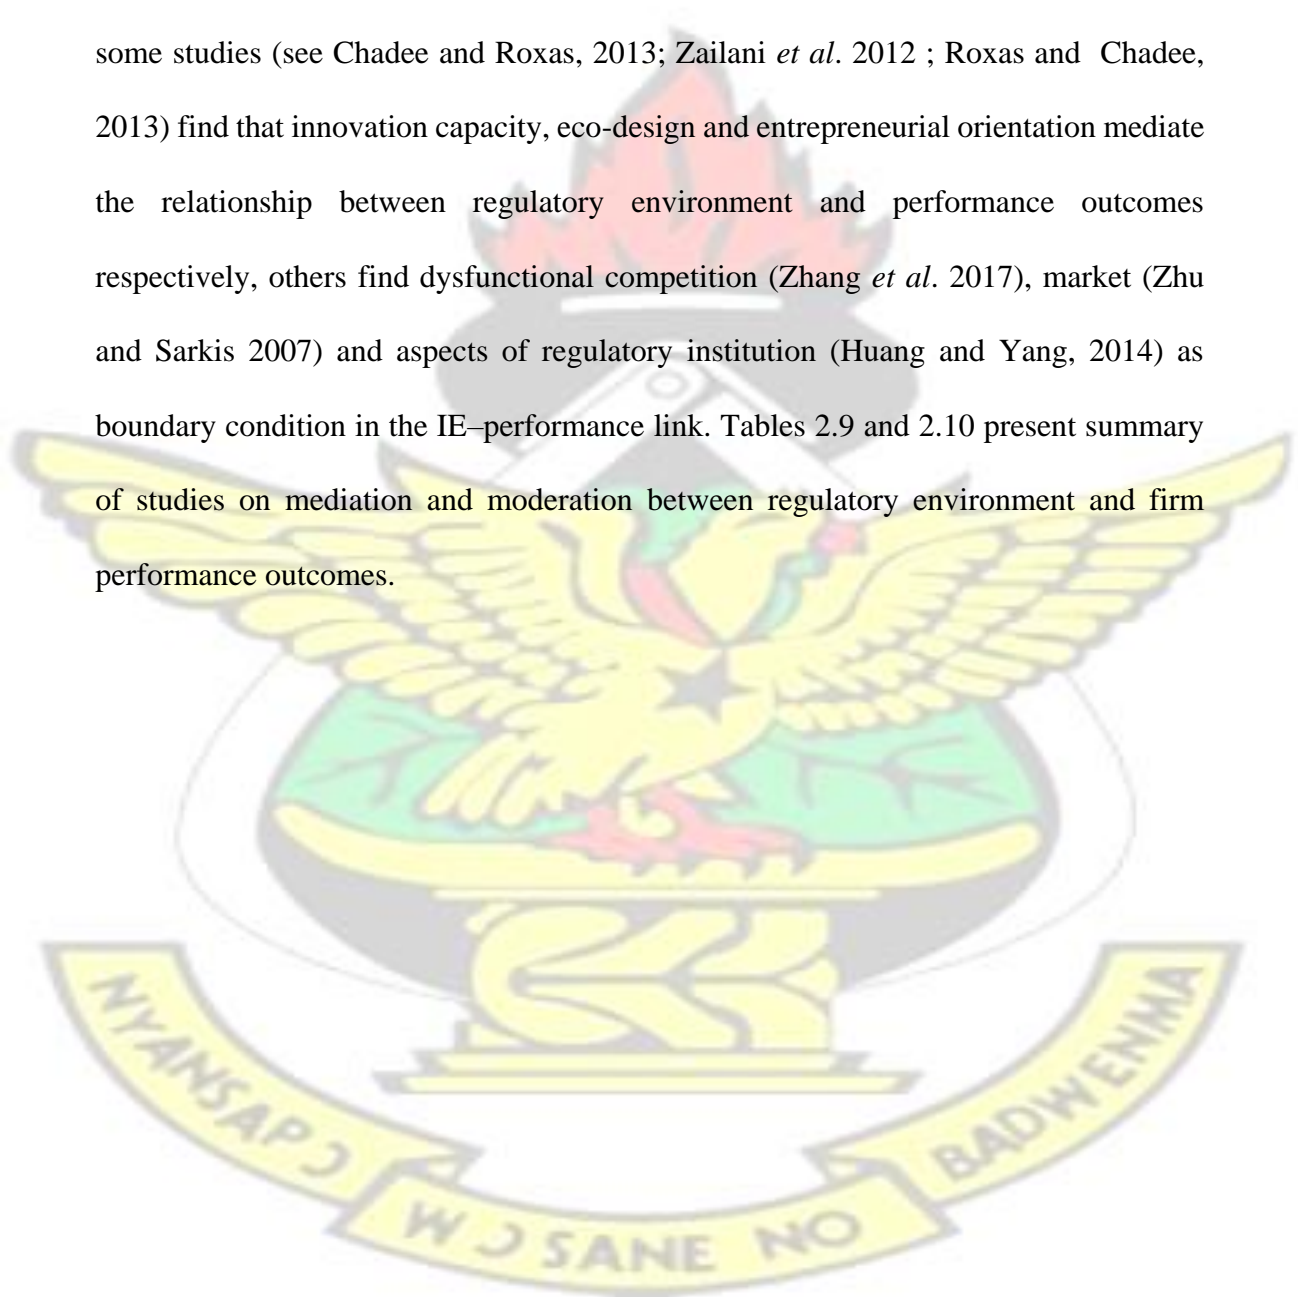 some studies (see Chadee and Roxas, 2013; Zailani et al. 2012 ; Roxas and  Chadee,
2013) find that innovation capacity, eco-design and entrepreneurial orientation mediate
the relationship between regulatory environment and performance outcomes
respectively, others find dysfunctional competition (Zhang et al. 2017), market (Zhu
and Sarkis 2007) and aspects of regulatory institution (Huang and Yang, 2014) as
boundary condition in the IE–performance link. Tables 2.9 and 2.10 present summary
of studies on mediation and moderation between regulatory environment and firm
performance outcomes.
NYANSAPƆ
WƆSANE NO
BADWENMA